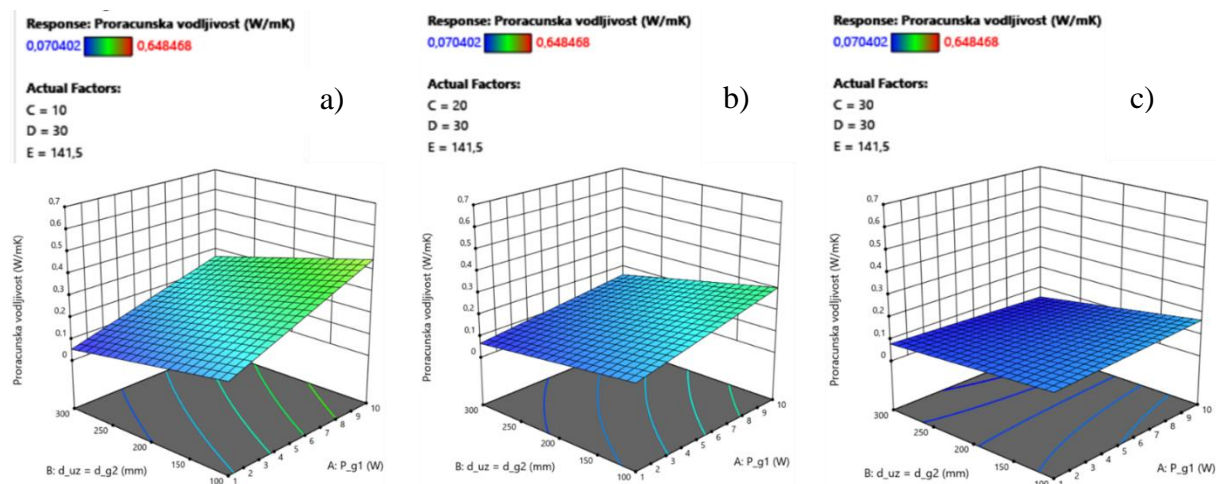 Response: Proracunska vodljivost (W/mK)
0,070402 0,648468
Actual Factors:
C = 10
D = 30
E = 141,5
a)
0,7
0,6
0,5
0,4
0,3
0,2
0,1
0
Proracunska vodljivost (W/mK)
300
250
200
150
100
B: d_uz = d_g2 (mm)
1
2
3
4
5
6
7
8
9
10
A: P_g1 (W)
Response: Proracunska vodljivost (W/mK)
0,070402 0,648468
Actual Factors:
C = 20
D = 30
E = 141,5
b)
0,7
0,6
0,5
0,4
0,3
0,2
0,1
0
Proracunska vodljivost (W/mK)
300
250
200
150
100
B: d_uz = d_g2 (mm)
1
2
3
4
5
6
7
8
9
10
A: P_g1 (W)
Response: Proracunska vodljivost (W/mK)
0,070402 0,648468
Actual Factors:
C = 30
D = 30
E = 141,5
c)
0,7
0,6
0,5
0,4
0,3
0,2
0,1
0
Proracunska vodljivost (W/mK)
300
250
200
150
100
B: d_uz = d_g2 (mm)
1
2
3
4
5
6
7
8
9
10
A: P_g1 (W)